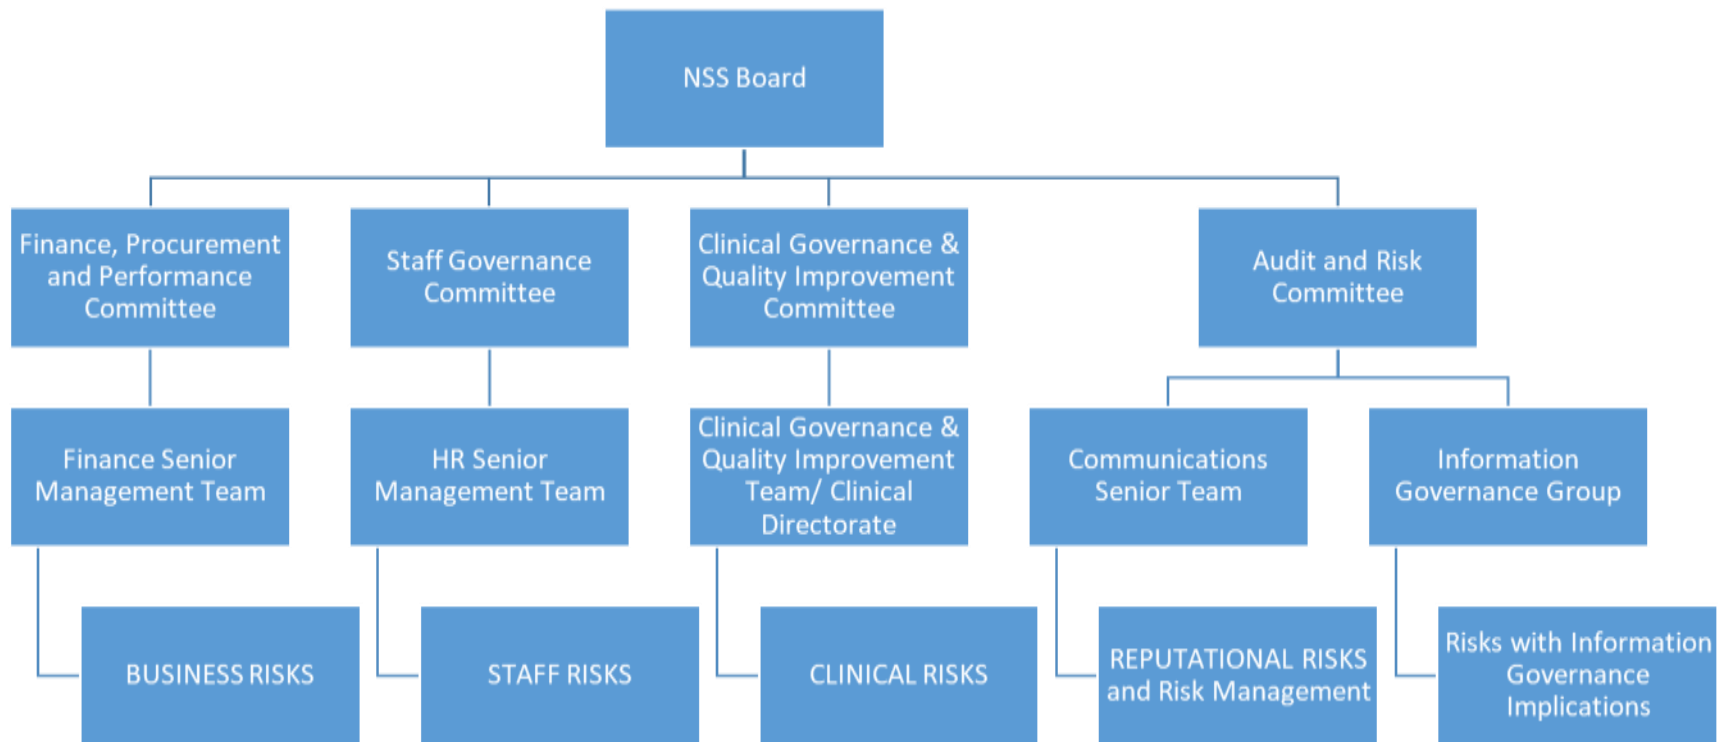 NSS Board
Finance, Procurement
and Performance
Committee
Staff Governance
Committee
Clinical Governance &
Quality Improvement
Committee
Audit and Risk
Committee
Finance Senior
Management Team
HR Senior
Management Team
Clinical Governance &
Quality Improvement
Team/ Clinical
Directorate
Communications
Senior Team
Information
Governance Group
BUSINESS RISKS
STAFF RISKS
CLINICAL RISKS
REPUTATIONAL RISKS
and Risk Management
Risks with Information
Governance
Implications